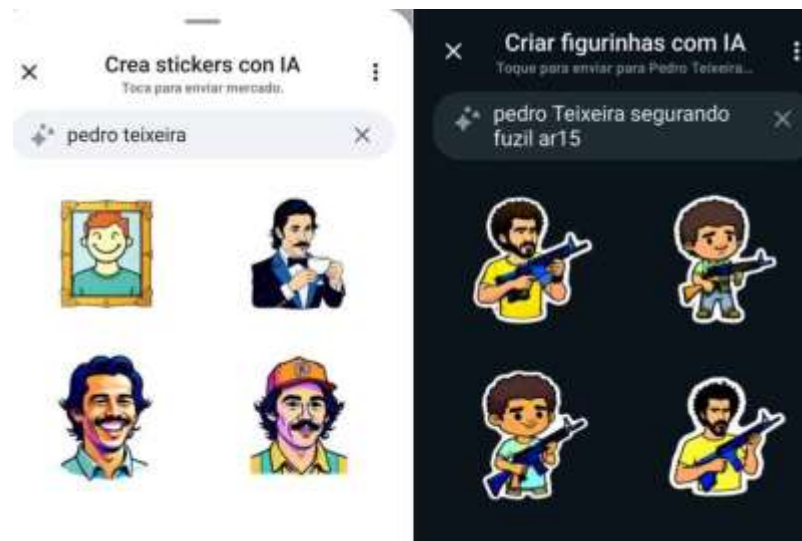 Crea stickers con IA
Toca para enviar mercado.
pedro teixeira
Criar figurinhas com IA
Toque para enviar para Pedro Teixeira...
pedro Teixeira segurando
fuzil ar15